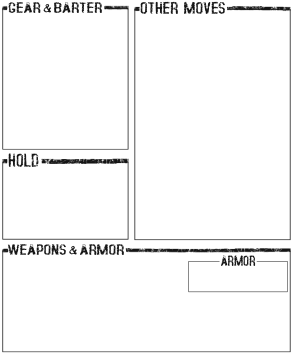 GEAR & BARTER
OTHER MOVES
HOLD
WEAPONS & ARMOR
ARMOR